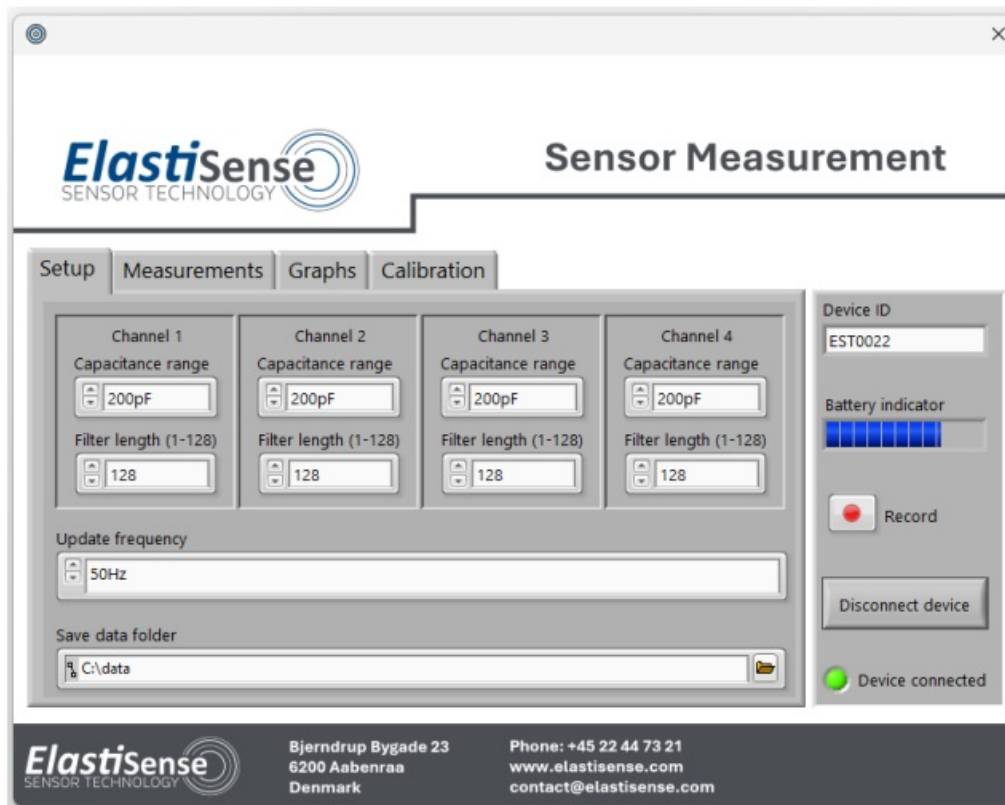 ElastiSense
SENSOR TECHNOLOGY
Sensor Measurement
Setup
Measurements
Graphs
Calibration
Channel 1
Capacitance range
200pF
Filter length (1-128)
128
Channel 2
Capacitance range
200pF
Filter length (1-128)
128
Channel 3
Capacitance range
200pF
Filter length (1-128)
128
Channel 4
Capacitance range
200pF
Filter length (1-128)
128
Update frequency
50Hz
Save data folder
C:\data
Device ID
EST0022
Battery indicator
Record
Disconnect device
Device connected
ElastiSense
SENSOR TECHNOLOGY
Bjerndrup Bygade 23
6200 Aabenraa
Denmark
Phone: +45 22 44 73 21
www.elastisense.com
contact@elastisense.com